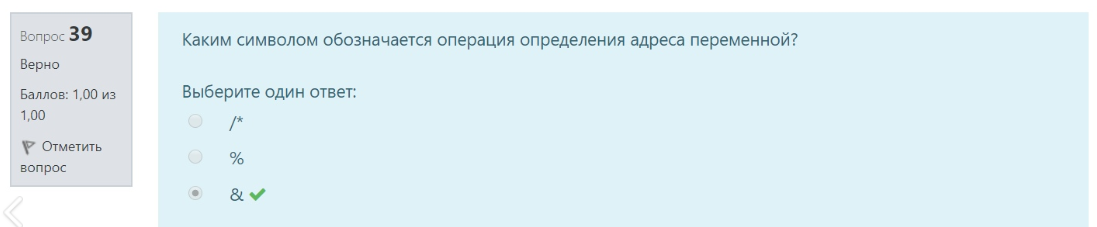 Вопрос 39
Верно
Баллов: 1,00 из
1,00
Отметить
вопрос
Каким символом обозначается операция определения адреса переменной?
Выберите один ответ:
/*
%
&